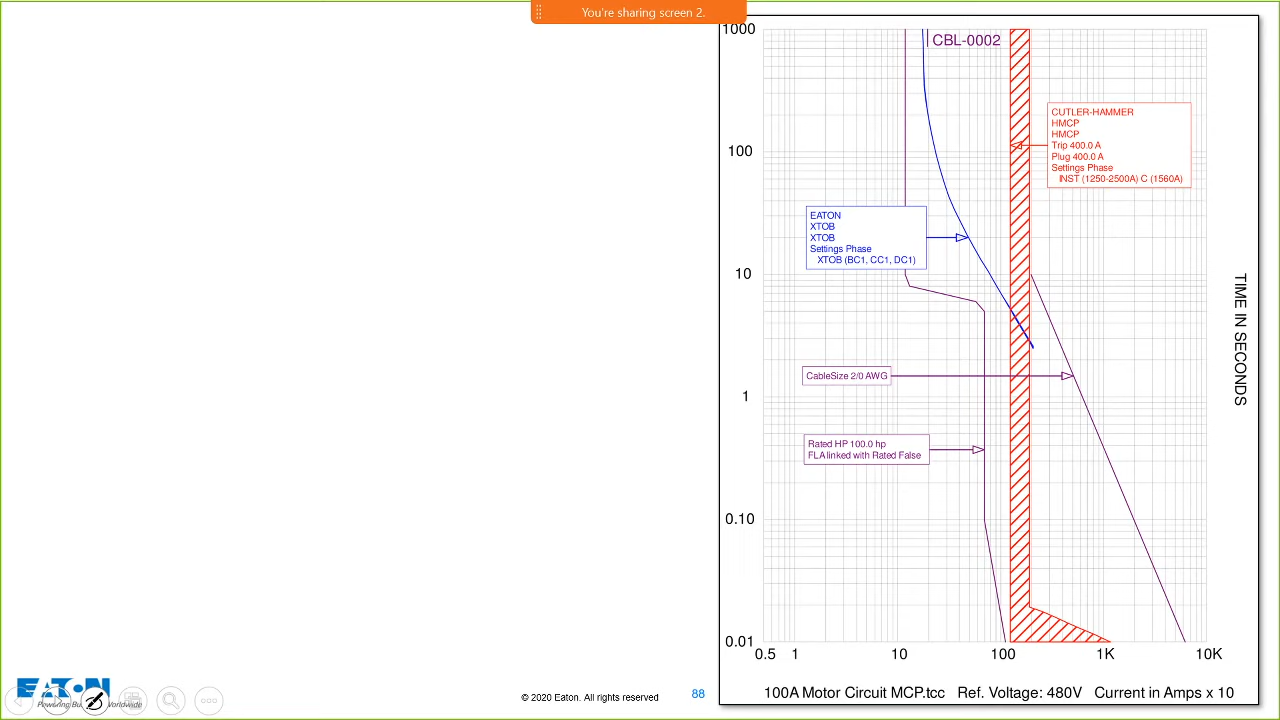 You're sharing screen 2.
1000
CBL-0002
CUTLER-HAMMER
HMCP
HMCP
Trip 400.0 A
Plug 400.0 A
Settings Phase
INST (1250-2500A) C (1560A)
100
EATON
XTOB
XTOB
Settings Phase
XTOB (BC1, CC1, DC1)
10
TIME IN SECONDS
CableSize 2/0 AWG
1
Rated HP 100.0 hp
FLA linked with Rated False
0.10
0.01
0.5 1 10 100 1K 10K
100A Motor Circuit MCP.tcc Ref. Voltage: 480V Current in Amps x 10
EATON
Powering Bu Worldwide
© 2020 Eaton. All rights reserved
88